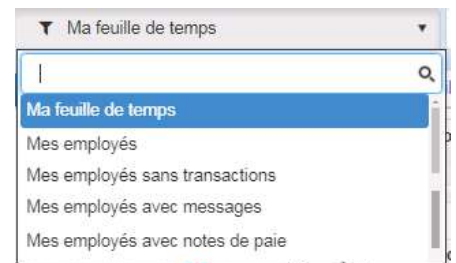 Ma feuille de temps
Ma feuille de temps
Mes employés
Mes employés sans transactions
Mes employés avec messages
Mes employés avec notes de paie